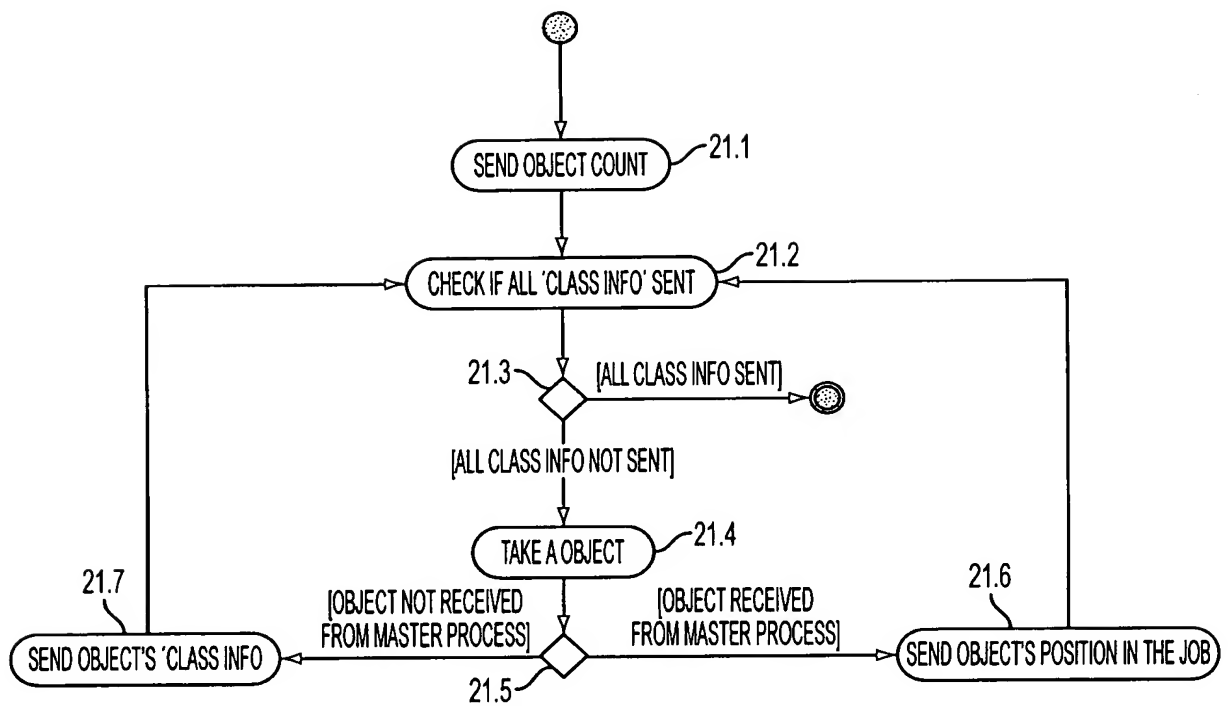 SEND OBJECT COUNT
21.1
CHECK IF ALL 'CLASS INFO' SENT
21.2
21.3
[ALL CLASS INFO SENT]
[ALL CLASS INFO NOT SENT]
TAKE A OBJECT
21.4
21.7
[OBJECT NOT RECEIVED
FROM MASTER PROCESS]
[OBJECT RECEIVED
FROM MASTER PROCESS]
21.6
SEND OBJECT'S 'CLASS INFO
21.5
SEND OBJECT'S POSITION IN THE JOB